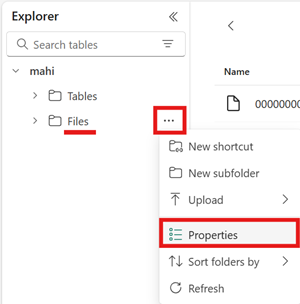 Explorer
Search tables
mahi
Tables
Files
Name
00000000
New shortcut
New subfolder
Upload
Properties
Sort folders by
Refresh